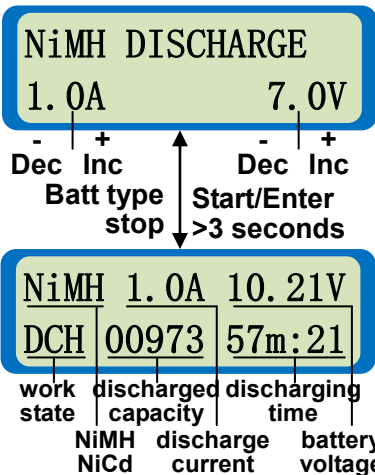 NiMH DISCHARGE
1.0A 7.0V
- + - +
Dec Inc Dec Inc
Batt type Start/Enter
stop >3 seconds
NiMH 1.0A 10.21V
DCH 00973 57m:21
work discharged discharging
state capacity time
NiMH discharge battery
NiCd current voltage